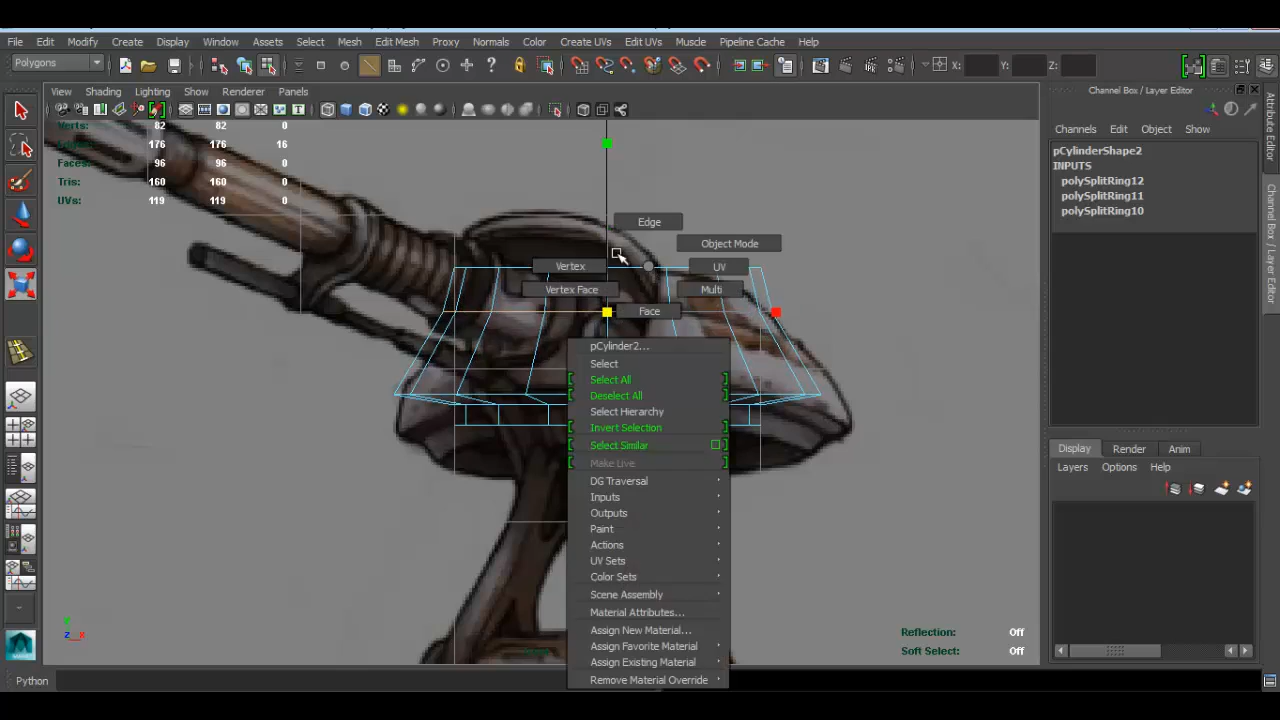 File Edit Modify Create Display Window Assets Select Mesh Edit Mesh Proxy Normals Color Create UVs Edit UVs Muscle Pipeline Cache Help
Polygons X: Y: Z:
View Shading Lighting Show Renderer Panels
Channel Box / Layer Editor
Channels Edit Object Show
Verts: 82 82 0
176 176 16
Faces: 96 96 0
Tris: 160 160 0
UVs: 119 119 0
pCylinderShape2
INPUTS
polySplitRing12
polySplitRing11
polySplitRing10
Attribute Editor
Channel Box / Layer Editor
Edge
Object Mode
Vertex UV
Vertex Face Multi
Face
pCylinder2...
Select
Select All
Deselect All
Select Hierarchy
Invert Selection
Select Similar
Make Live
DG Traversal
Inputs
Outputs
Paint
Actions
UV Sets
Color Sets
Scene Assembly
Material Attributes...
Assign New Material...
Assign Favorite Material
Assign Existing Material
Remove Material Override
Display Render Anim
Layers Options Help
Reflection: Off
Soft Select: Off
z x
Python